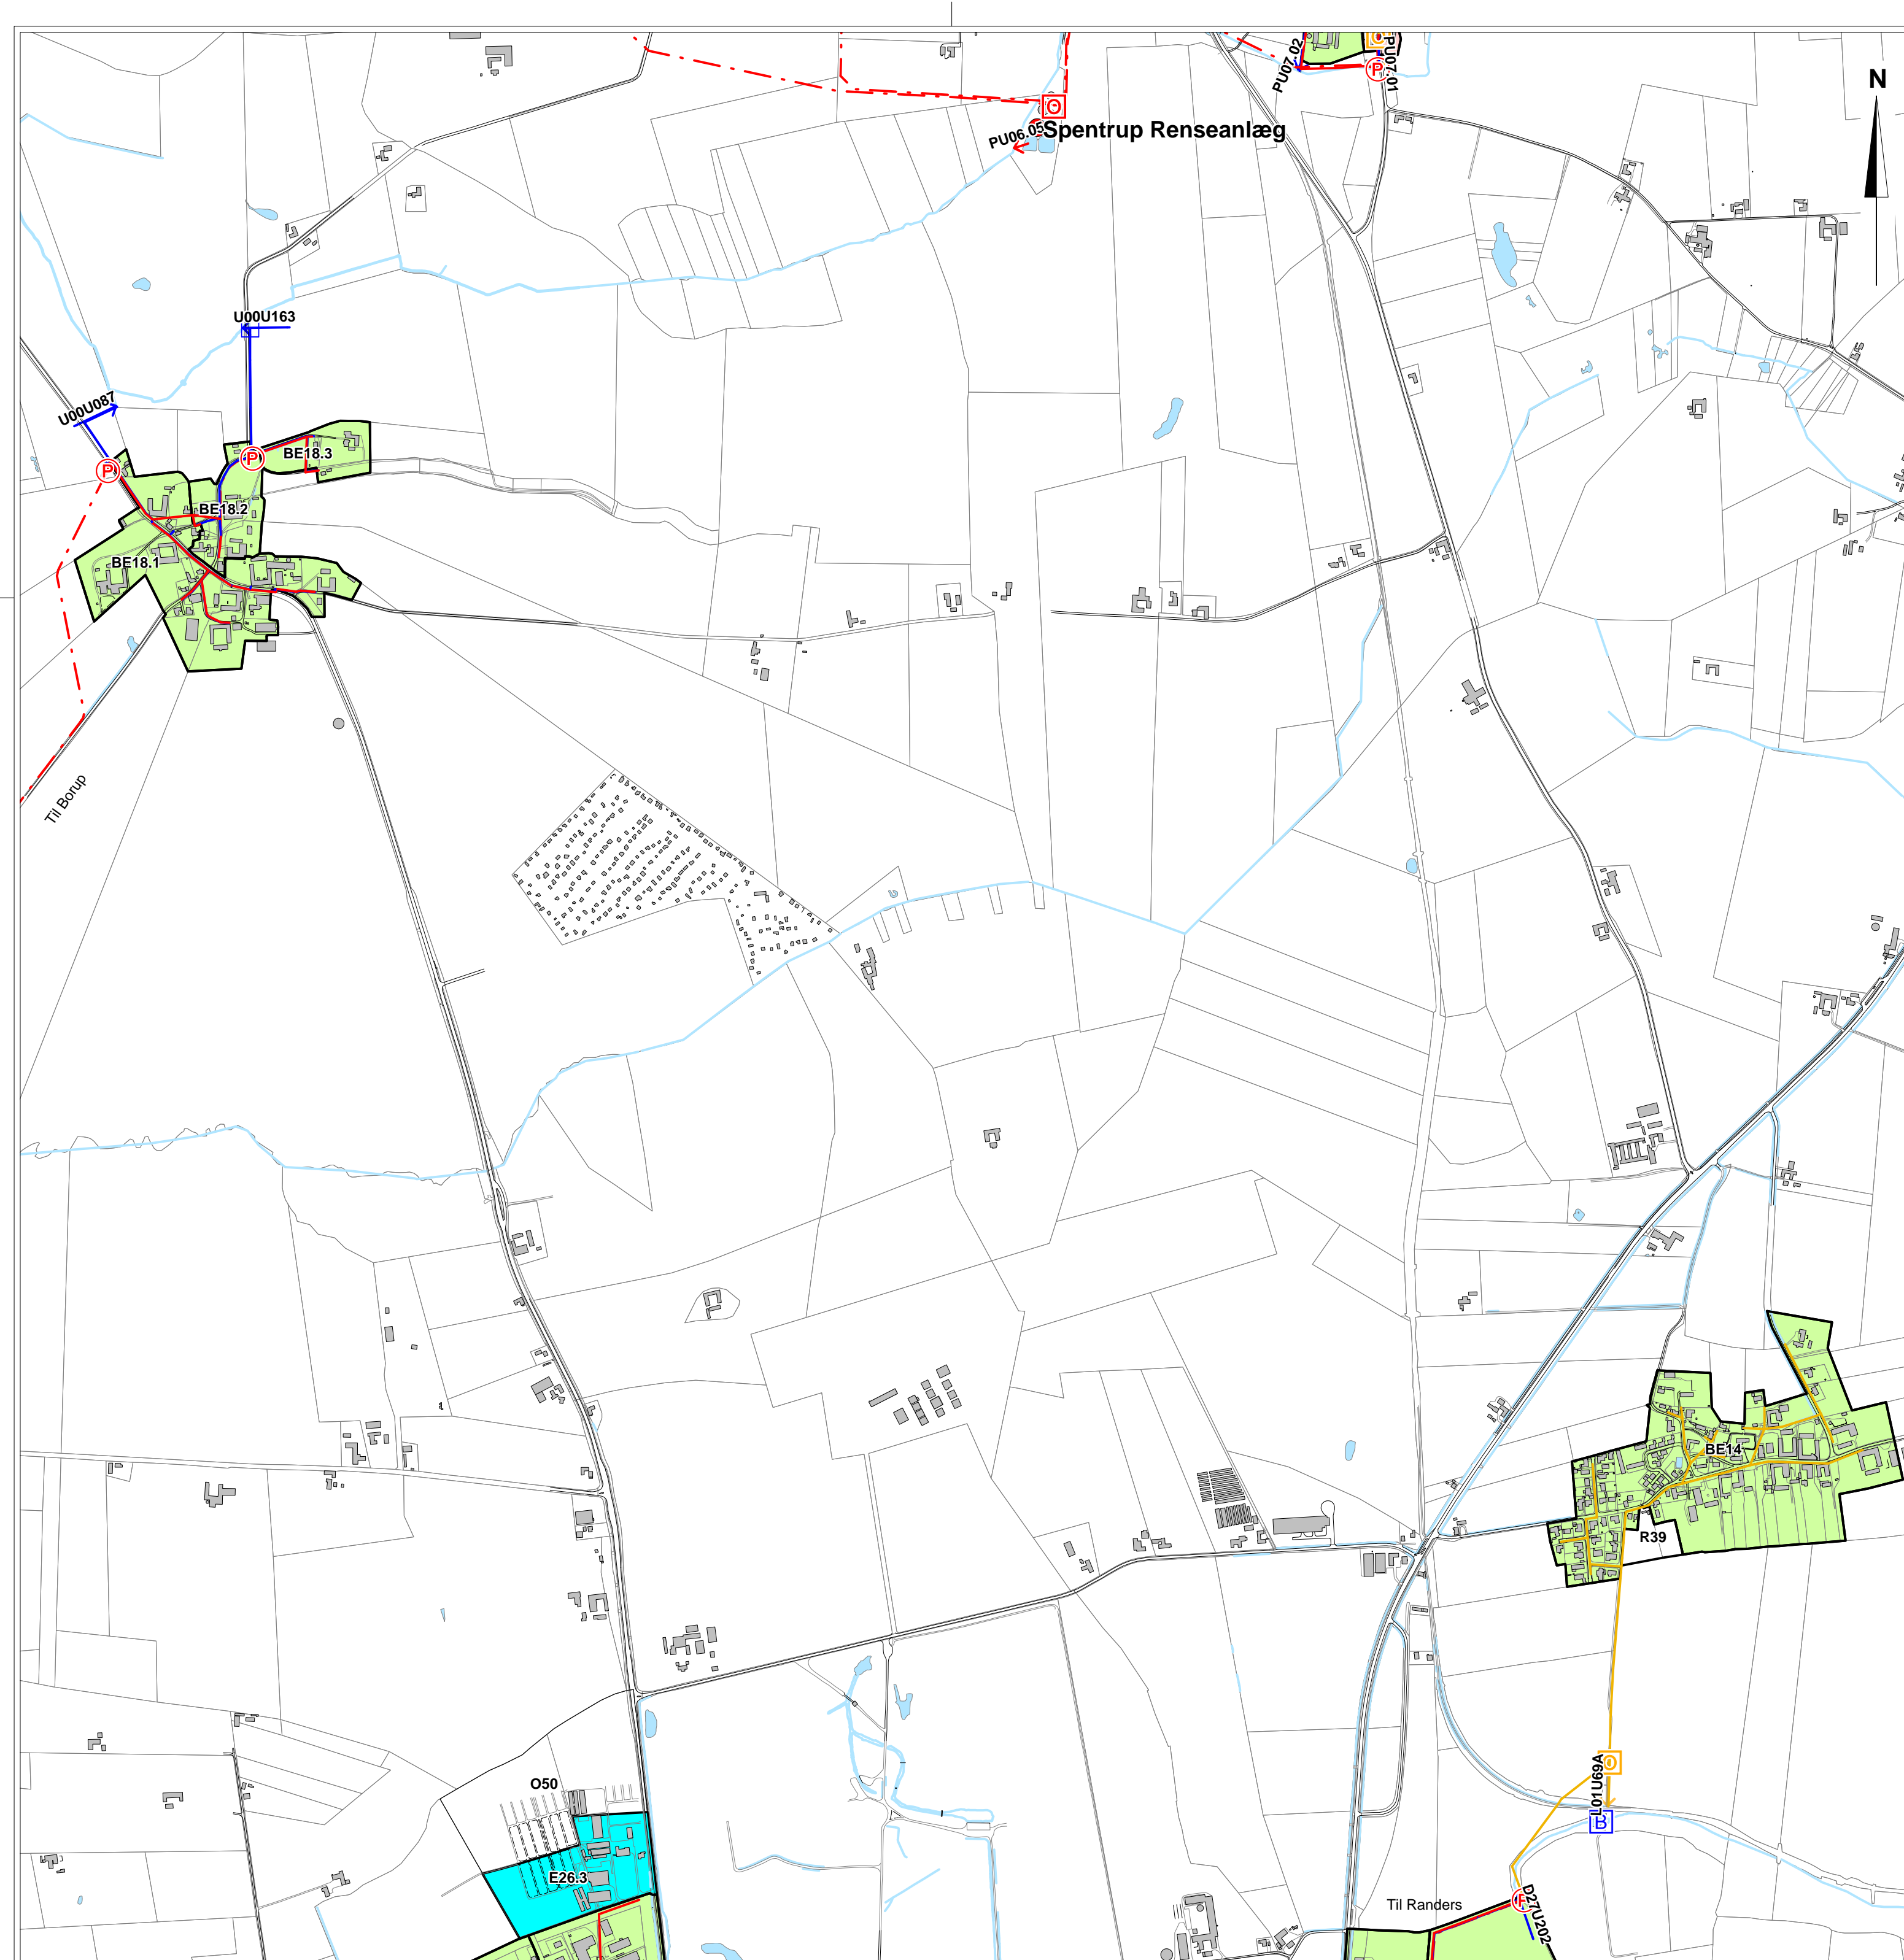 PU07.02
PU07.01
P
N
O
PU06.05
Spentrup Renseanlæg
U00U163
U00U087
P
P
BE18.3
BE18.2
BE18.1
Til Borup
BE14
R39
O
L01U69A
B
O50
E26.3
Til Randers
P
D27U202